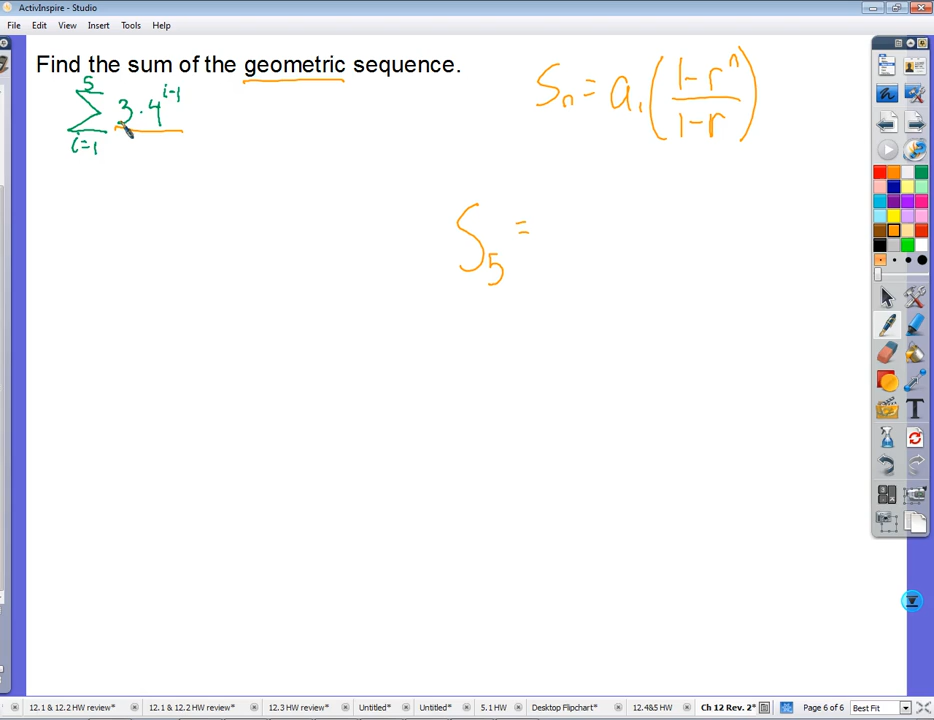 ActivInspire - Studio
File Edit View Insert Tools Help
Find the sum of the geometric sequence.
5
∑ 3·4^{i-1}
i=1
S_n = a_1 ( (1-r^n) / (1-r) )
S_5 =
T
12.1 & 12.2 HW review* 12.1 & 12.2 HW review* 12.3 HW review* Untitled* Untitled* 5.1 HW Desktop Flipchart* 12.4&5 HW Ch 12 Rev. 2* Page 6 of 6 Best Fit